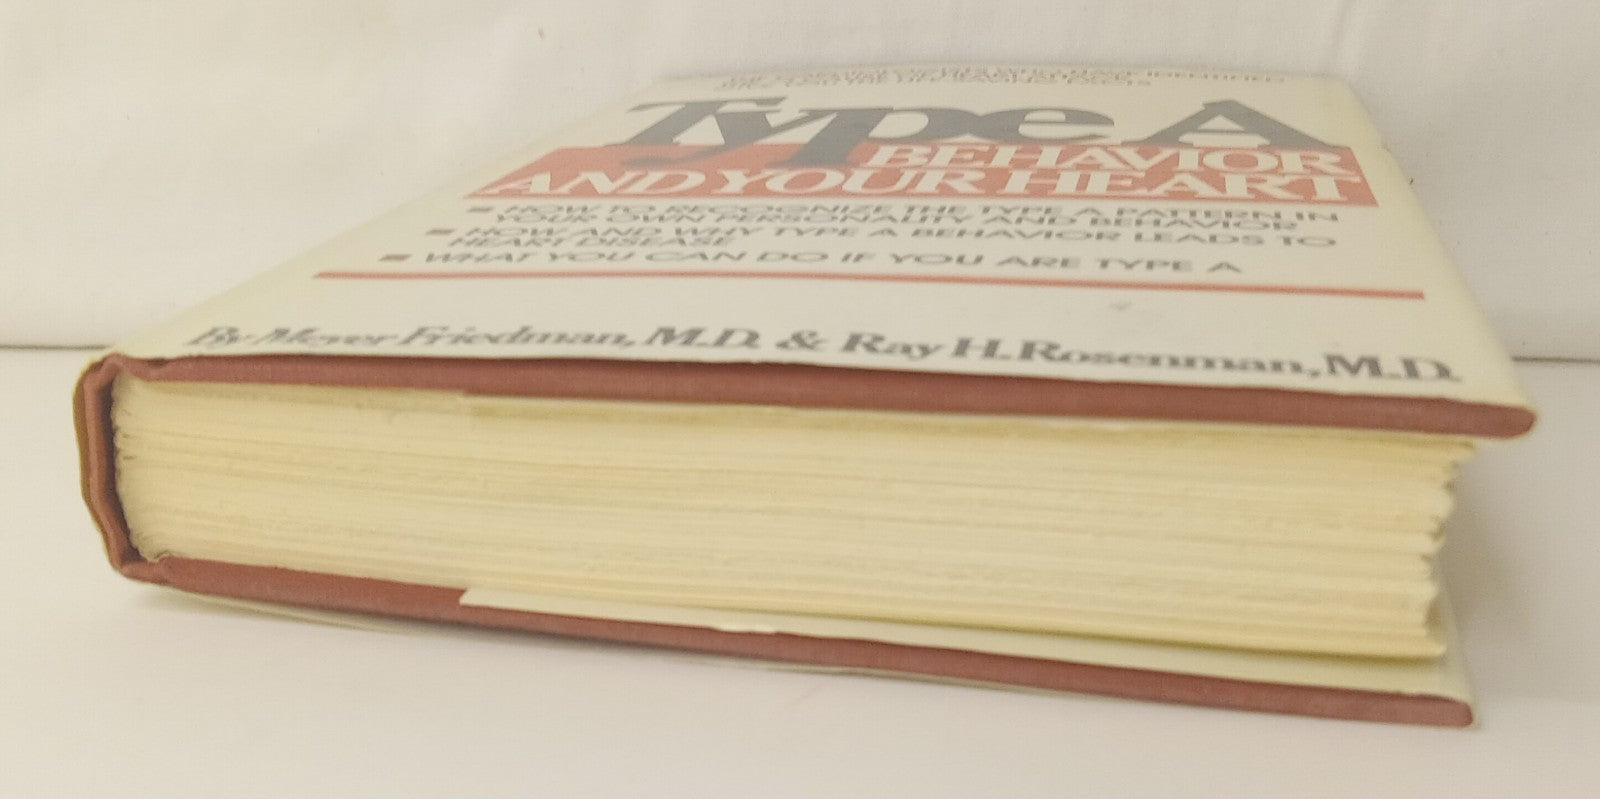 Type A
BEHAVIOR
AND YOUR HEART
HOW TO RECOGNIZE THE TYPE A PATTERN IN
YOUR OWN PERSONALITY AND BEHAVIOR
HOW AND WHY TYPE A BEHAVIOR LEADS TO
HEART DISEASE
WHAT YOU CAN DO IF YOU ARE TYPE A
By Meyer Friedman, M.D. & Ray H. Rosenman, M.D.